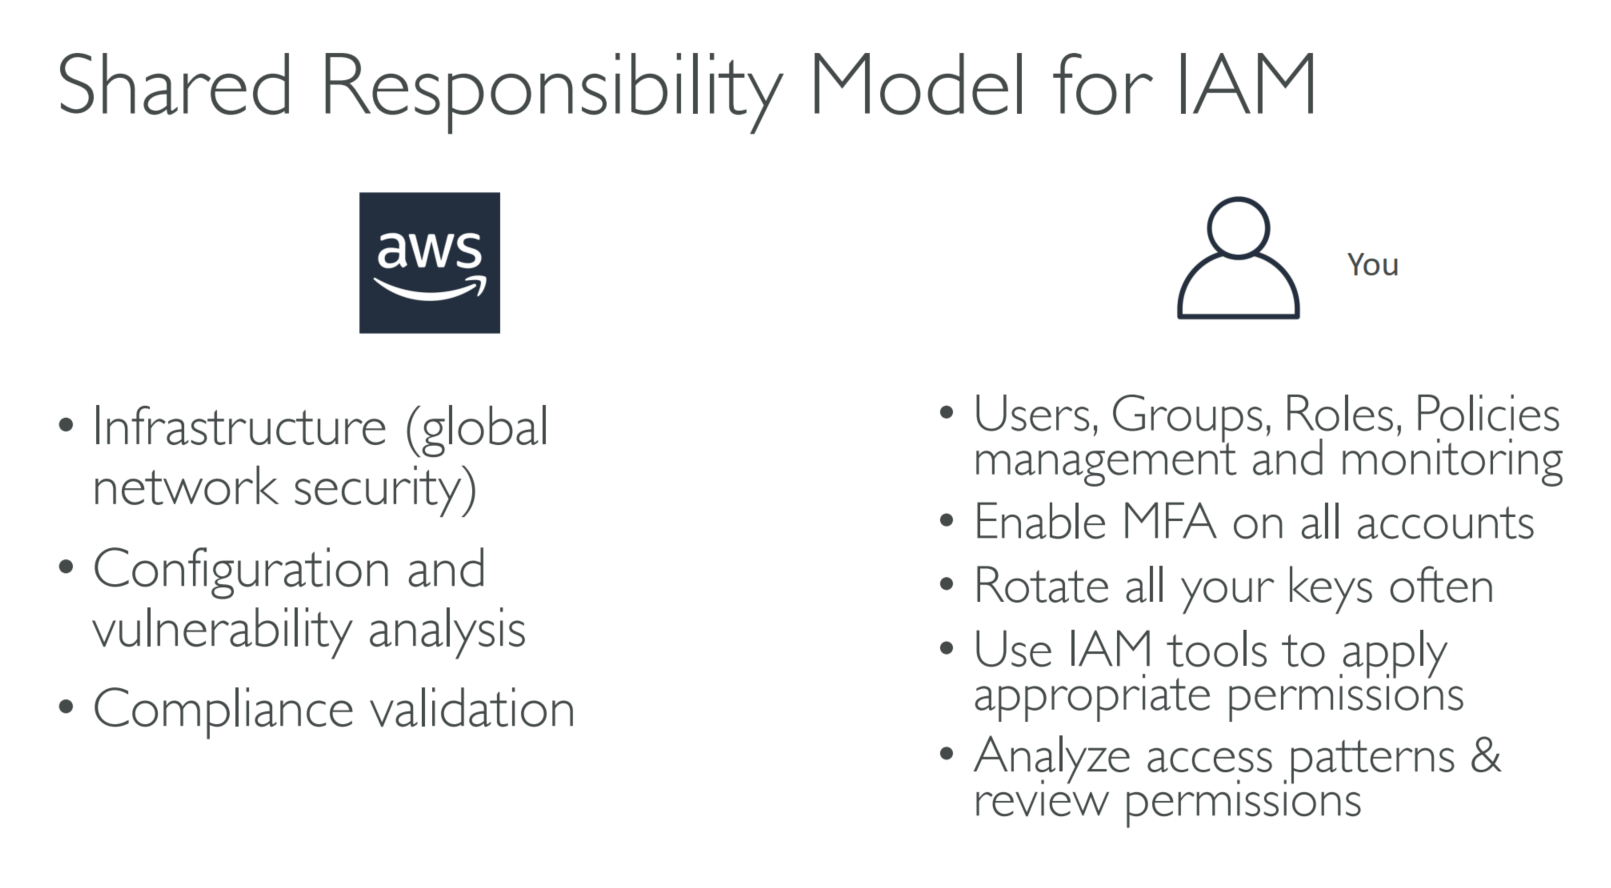 Shared Responsibility Model for IAM
aws
You
• Infrastructure (global
network security)
• Configuration and
vulnerability analysis
• Compliance validation
• Users, Groups, Roles, Policies
management and monitoring
• Enable MFA on all accounts
• Rotate all your keys often
• Use IAM tools to apply
appropriate permissions
• Analyze access patterns &
review permissions